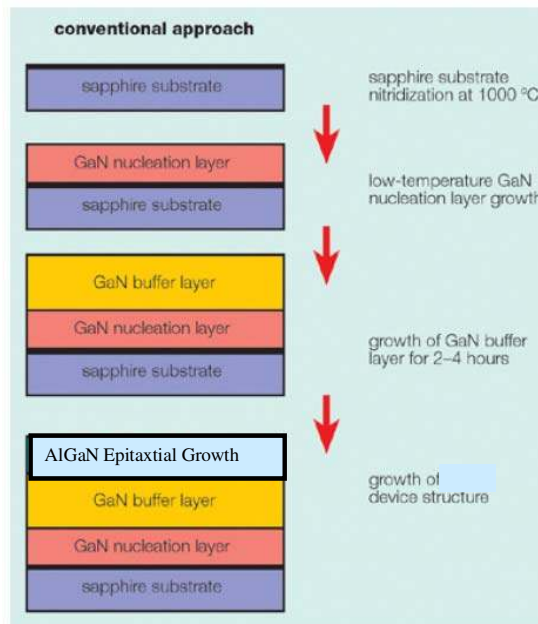 conventional approach
sapphire substrate
sapphire substrate
nitridization at 1000 ºC
GaN nucleation layer
sapphire substrate
low-temperature GaN
nucleation layer growth
GaN buffer layer
GaN nucleation layer
sapphire substrate
growth of GaN buffer
layer for 2–4 hours
AlGaN Epitaxtial Growth
GaN buffer layer
GaN nucleation layer
sapphire substrate
growth of
device structure